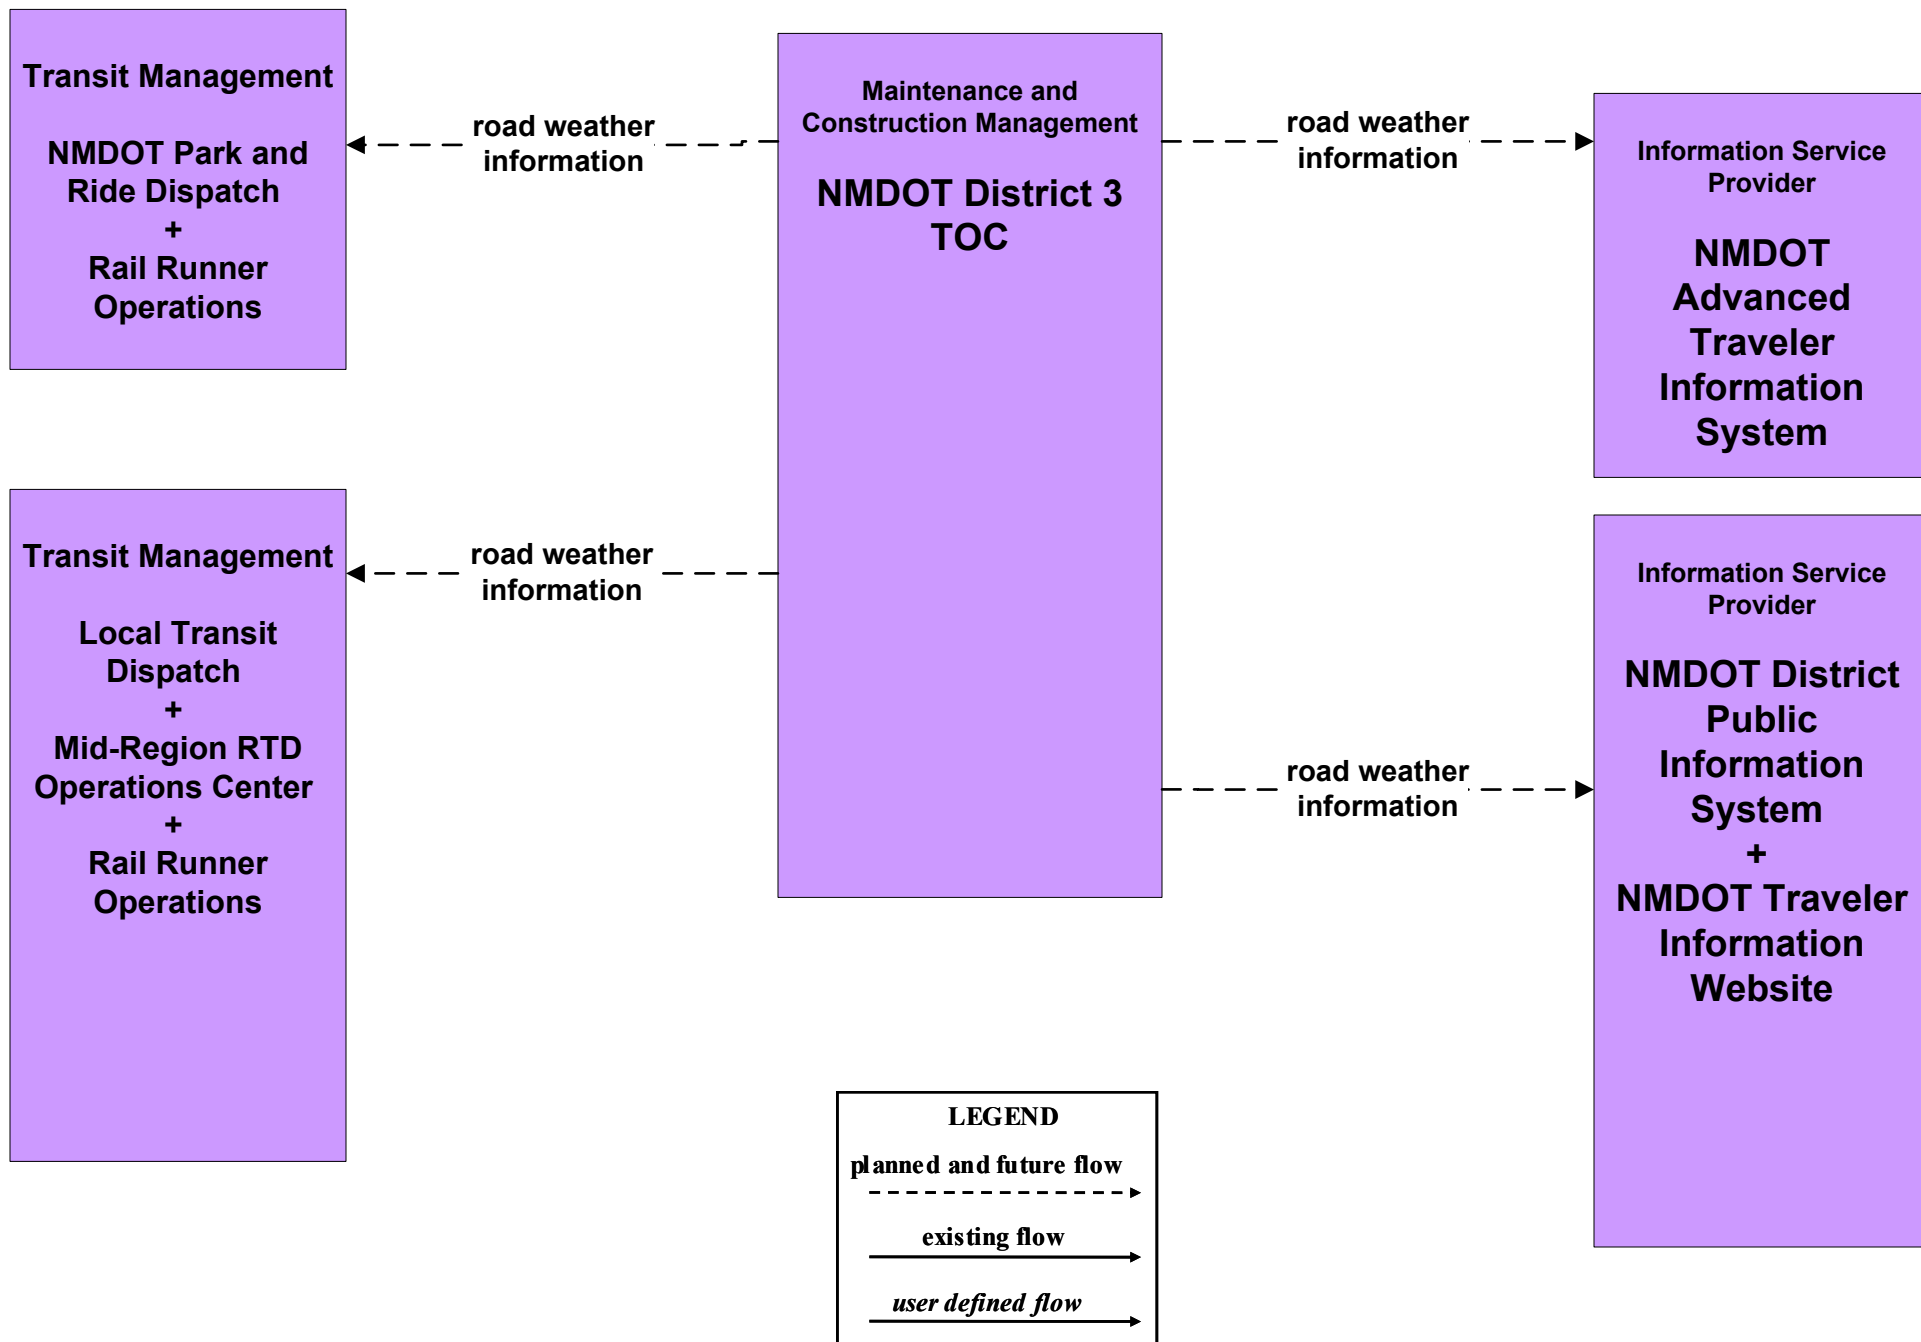 Transit Management
NMDOT Park and
Ride Dispatch
+
Rail Runner
Operations
road weather
information
Maintenance and
Construction Management
NMDOT District 3
TOC
road weather
information
Information Service
Provider
NMDOT
Advanced
Traveler
Information
System
Transit Management
Local Transit
Dispatch
+
Mid-Region RTD
Operations Center
+
Rail Runner
Operations
road weather
information
road weather
information
Information Service
Provider
NMDOT District
Public
Information
System
+
NMDOT Traveler
Information
Website
LEGEND
planned and future flow
existing flow
user defined flow